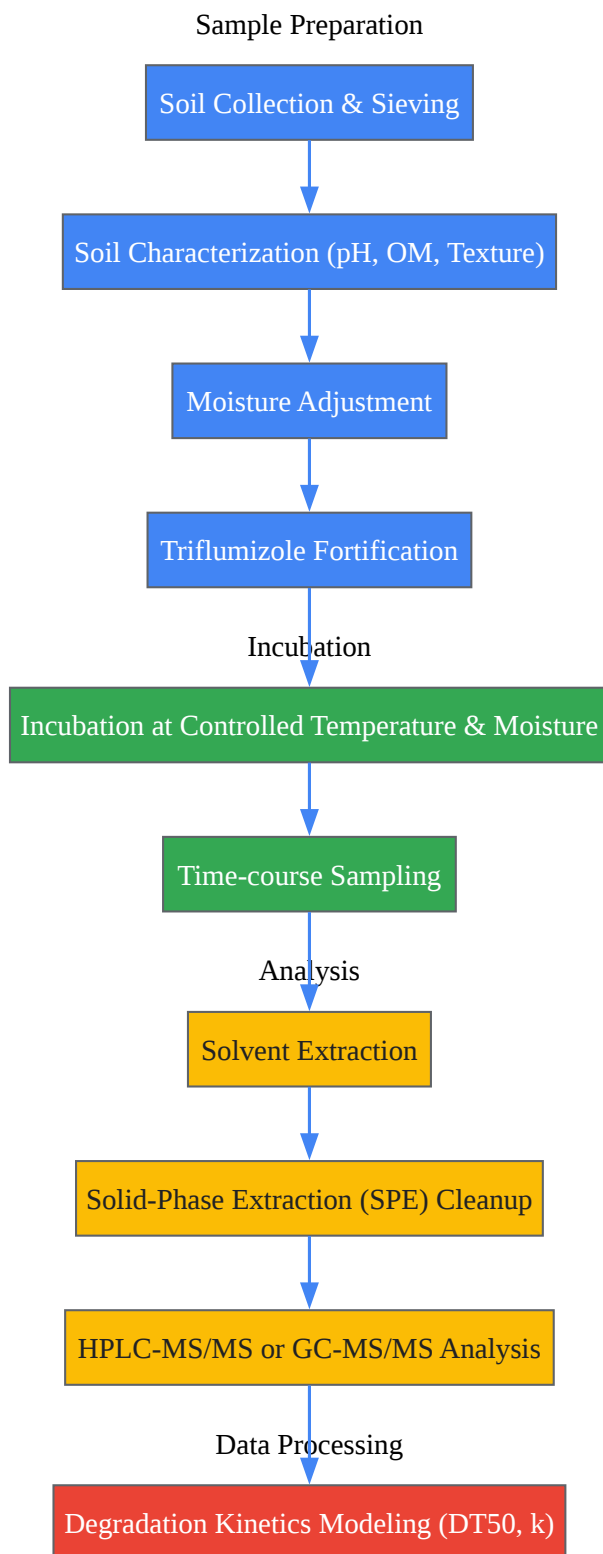 Sample Preparation
Soil Collection & Sieving
Soil Characterization (pH, OM, Texture)
Moisture Adjustment
Triflumizole Fortification
Incubation
Incubation at Controlled Temperature & Moisture
Time-course Sampling
Analysis
Solvent Extraction
Solid-Phase Extraction (SPE) Cleanup
HPLC-MS/MS or GC-MS/MS Analysis
Data Processing
Degradation Kinetics Modeling (DT50, k)